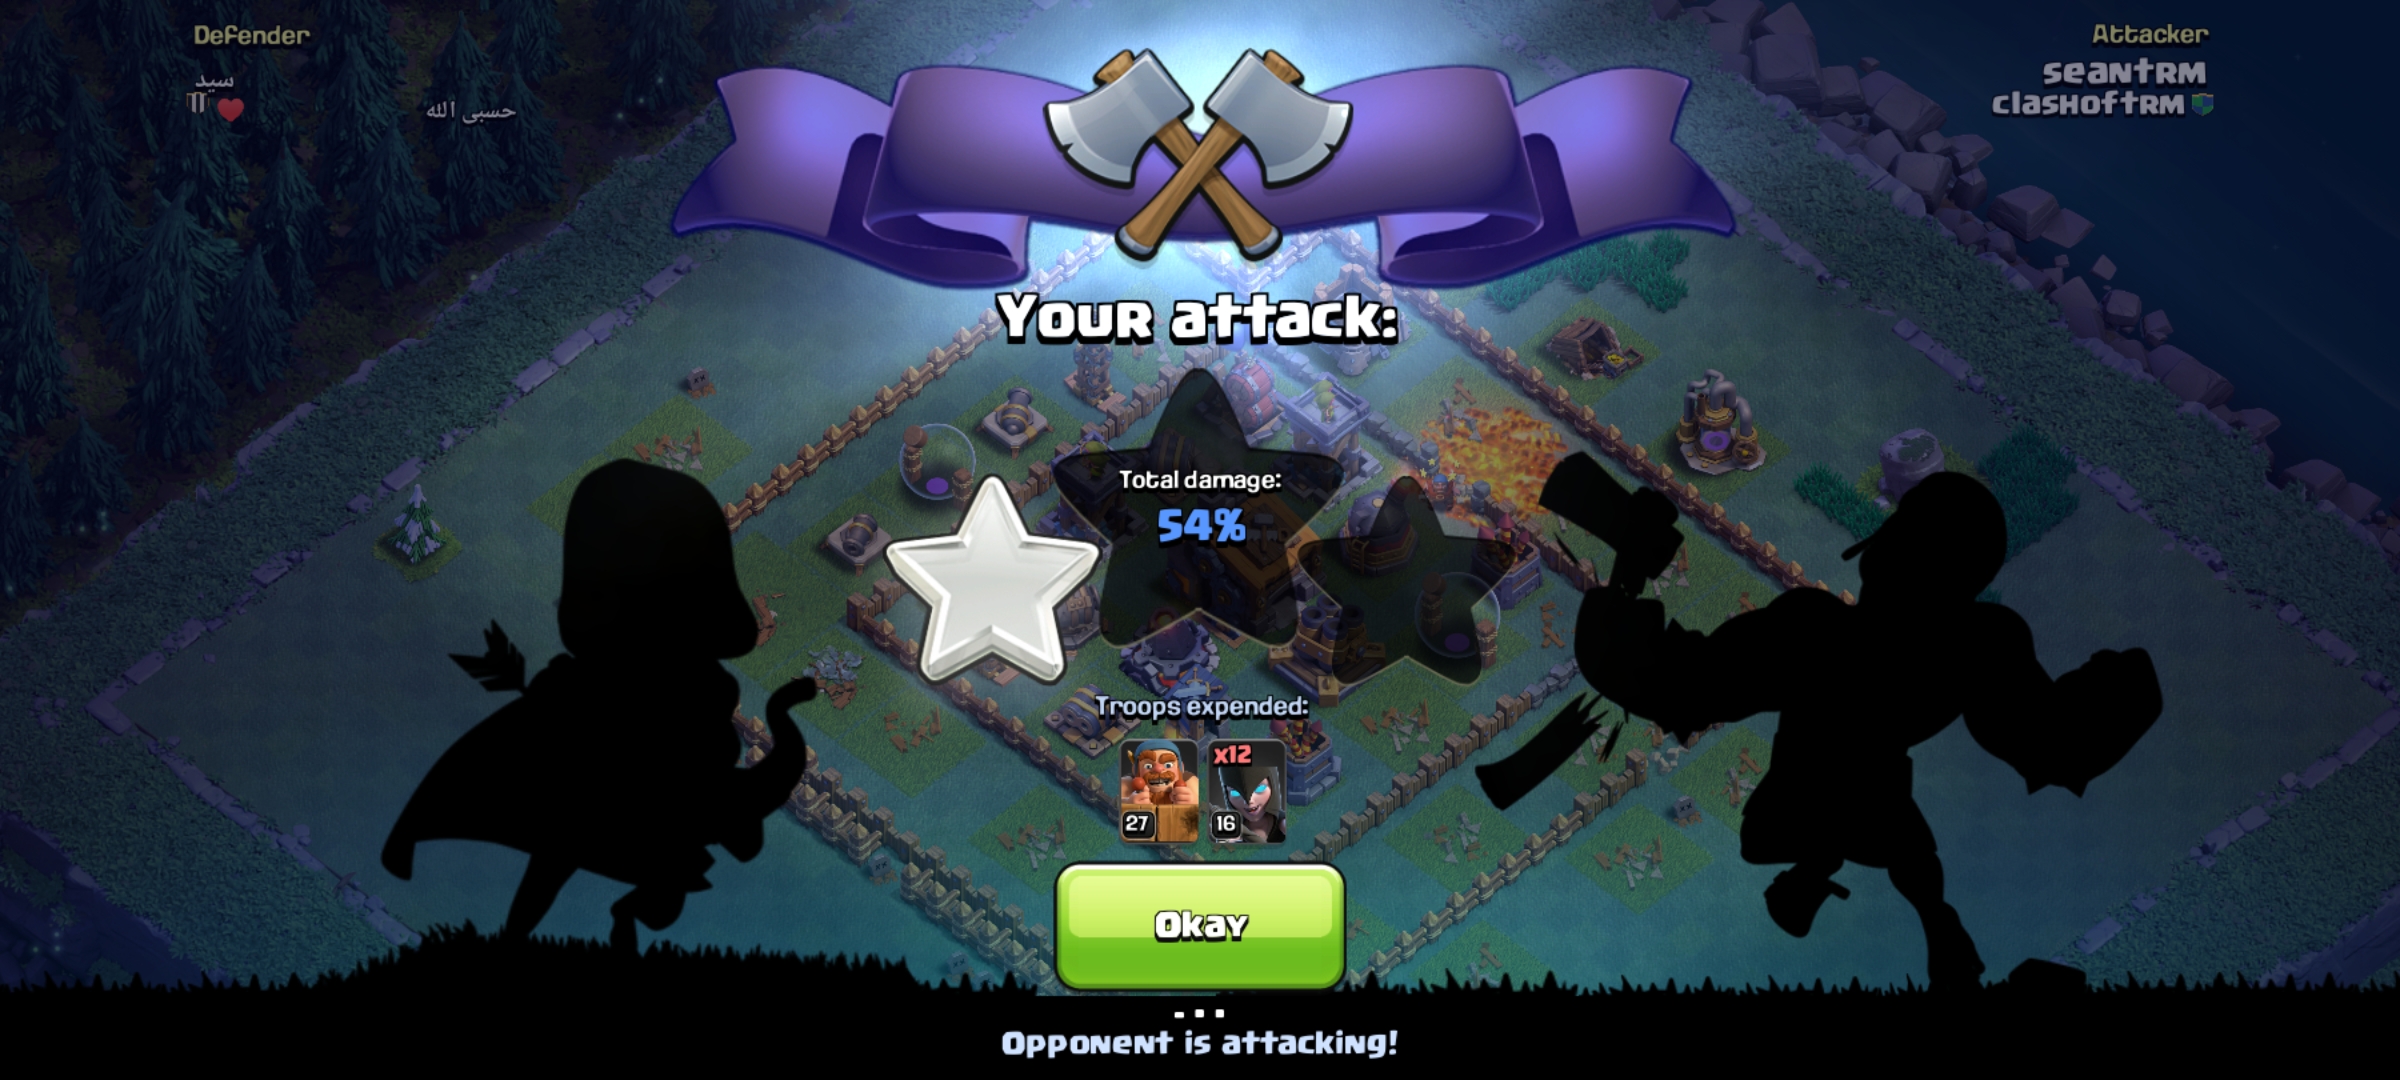 Defender
سيد
حسبى الله
Attacker
seantRM
clashoftRM
Your attack:
Total damage:
54%
Troops expended:
x12
27
16
Okay
...
Opponent is attacking!